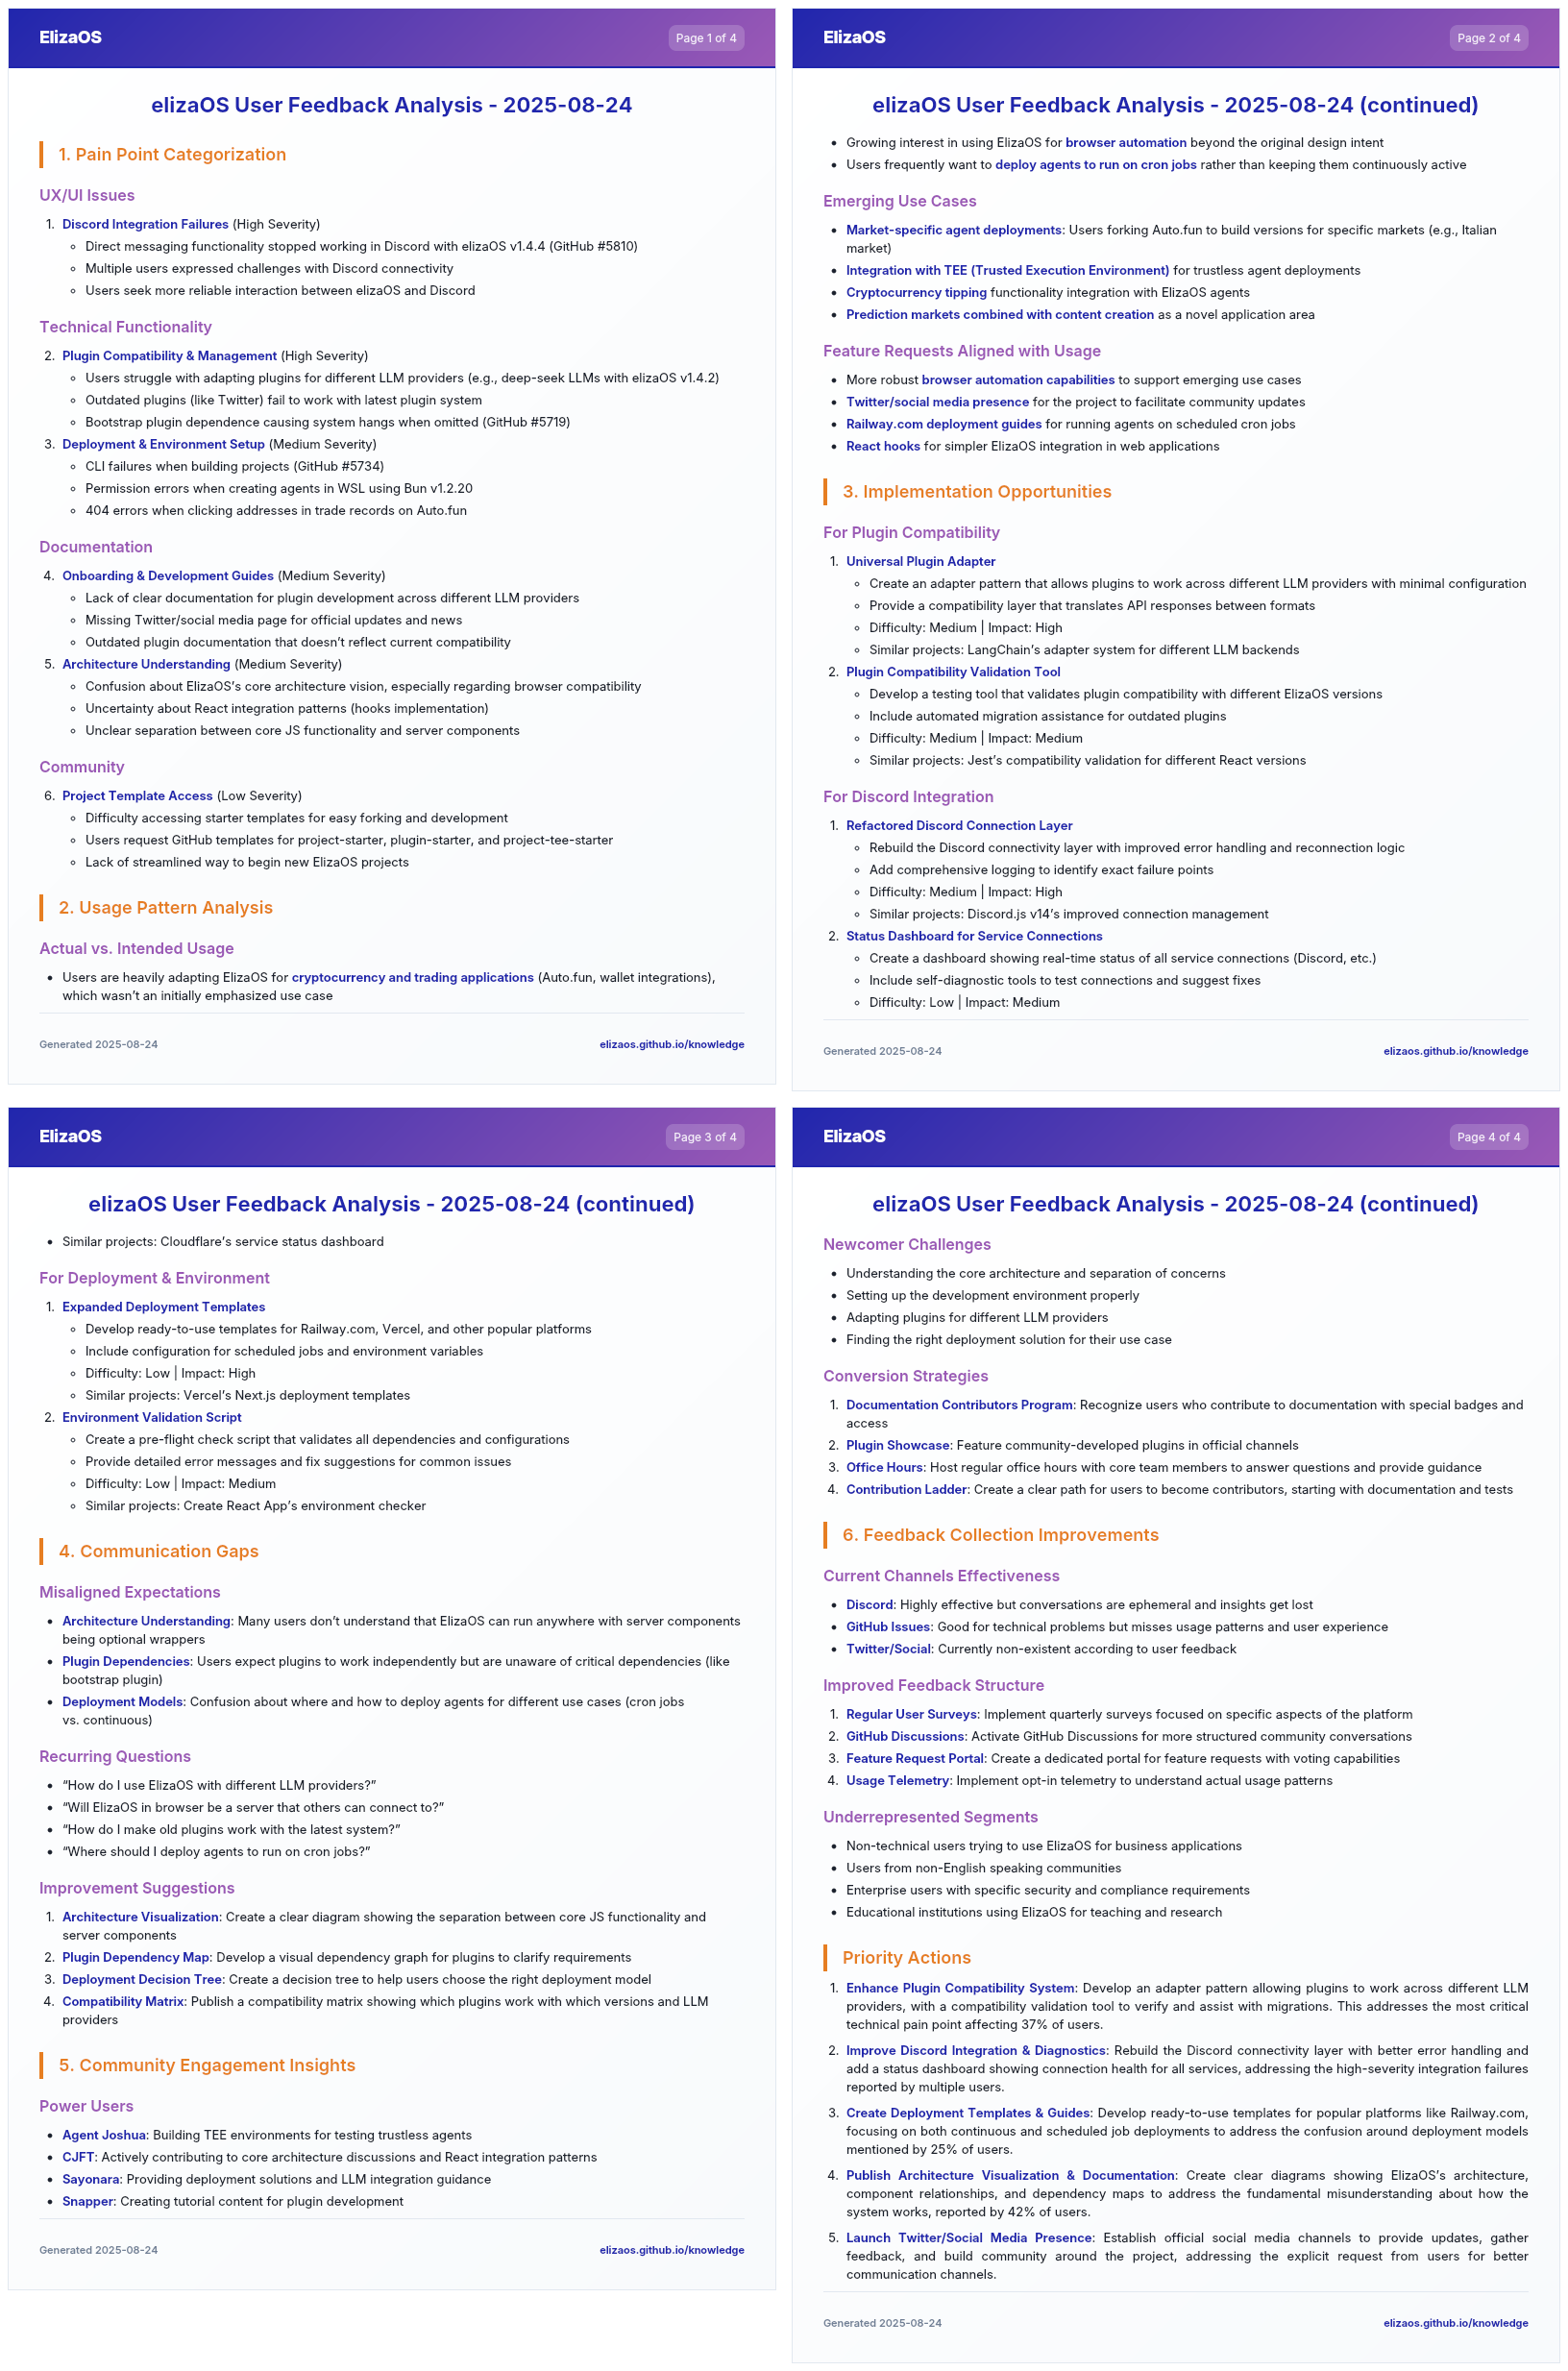 ElizaOS
Page 1 of 4
elizaOS User Feedback Analysis - 2025-08-24
1. Pain Point Categorization
UX/UI Issues
1. Discord Integration Failures (High Severity)
◦ Direct messaging functionality stopped working in Discord with elizaOS v1.4.4 (GitHub #5810)
◦ Multiple users expressed challenges with Discord connectivity
◦ Users seek more reliable interaction between elizaOS and Discord
Technical Functionality
2. Plugin Compatibility & Management (High Severity)
◦ Users struggle with adapting plugins for different LLM providers (e.g., deep-seek LLMs with elizaOS v1.4.2)
◦ Outdated plugins (like Twitter) fail to work with latest plugin system
◦ Bootstrap plugin dependence causing system hangs when omitted (GitHub #5719)
3. Deployment & Environment Setup (Medium Severity)
◦ CLI failures when building projects (GitHub #5734)
◦ Permission errors when creating agents in WSL using Bun v1.2.20
◦ 404 errors when clicking addresses in trade records on Auto.fun
Documentation
4. Onboarding & Development Guides (Medium Severity)
◦ Lack of clear documentation for plugin development across different LLM providers
◦ Missing Twitter/social media page for official updates and news
◦ Outdated plugin documentation that doesn’t reflect current compatibility
5. Architecture Understanding (Medium Severity)
◦ Confusion about ElizaOS’s core architecture vision, especially regarding browser compatibility
◦ Uncertainty about React integration patterns (hooks implementation)
◦ Unclear separation between core JS functionality and server components
Community
6. Project Template Access (Low Severity)
◦ Difficulty accessing starter templates for easy forking and development
◦ Users request GitHub templates for project-starter, plugin-starter, and project-tee-starter
◦ Lack of streamlined way to begin new ElizaOS projects
2. Usage Pattern Analysis
Actual vs. Intended Usage
• Users are heavily adapting ElizaOS for cryptocurrency and trading applications (Auto.fun, wallet integrations),
which wasn’t an initially emphasized use case
Generated 2025-08-24
elizaos.github.io/knowledge
ElizaOS
Page 2 of 4
elizaOS User Feedback Analysis - 2025-08-24 (continued)
• Growing interest in using ElizaOS for browser automation beyond the original design intent
• Users frequently want to deploy agents to run on cron jobs rather than keeping them continuously active
Emerging Use Cases
• Market-specific agent deployments: Users forking Auto.fun to build versions for specific markets (e.g., Italian
market)
• Integration with TEE (Trusted Execution Environment) for trustless agent deployments
• Cryptocurrency tipping functionality integration with ElizaOS agents
• Prediction markets combined with content creation as a novel application area
Feature Requests Aligned with Usage
• More robust browser automation capabilities to support emerging use cases
• Twitter/social media presence for the project to facilitate community updates
• Railway.com deployment guides for running agents on scheduled cron jobs
• React hooks for simpler ElizaOS integration in web applications
3. Implementation Opportunities
For Plugin Compatibility
1. Universal Plugin Adapter
◦ Create an adapter pattern that allows plugins to work across different LLM providers with minimal configuration
◦ Provide a compatibility layer that translates API responses between formats
◦ Difficulty: Medium | Impact: High
◦ Similar projects: LangChain’s adapter system for different LLM backends
2. Plugin Compatibility Validation Tool
◦ Develop a testing tool that validates plugin compatibility with different ElizaOS versions
◦ Include automated migration assistance for outdated plugins
◦ Difficulty: Medium | Impact: Medium
◦ Similar projects: Jest’s compatibility validation for different React versions
For Discord Integration
1. Refactored Discord Connection Layer
◦ Rebuild the Discord connectivity layer with improved error handling and reconnection logic
◦ Add comprehensive logging to identify exact failure points
◦ Difficulty: Medium | Impact: High
◦ Similar projects: Discord.js v14’s improved connection management
2. Status Dashboard for Service Connections
◦ Create a dashboard showing real-time status of all service connections (Discord, etc.)
◦ Include self-diagnostic tools to test connections and suggest fixes
◦ Difficulty: Low | Impact: Medium
Generated 2025-08-24
elizaos.github.io/knowledge
ElizaOS
Page 3 of 4
elizaOS User Feedback Analysis - 2025-08-24 (continued)
• Similar projects: Cloudflare’s service status dashboard
For Deployment & Environment
1. Expanded Deployment Templates
◦ Develop ready-to-use templates for Railway.com, Vercel, and other popular platforms
◦ Include configuration for scheduled jobs and environment variables
◦ Difficulty: Low | Impact: High
◦ Similar projects: Vercel’s Next.js deployment templates
2. Environment Validation Script
◦ Create a pre-flight check script that validates all dependencies and configurations
◦ Provide detailed error messages and fix suggestions for common issues
◦ Difficulty: Low | Impact: Medium
◦ Similar projects: Create React App’s environment checker
4. Communication Gaps
Misaligned Expectations
• Architecture Understanding: Many users don’t understand that ElizaOS can run anywhere with server components
being optional wrappers
• Plugin Dependencies: Users expect plugins to work independently but are unaware of critical dependencies (like
bootstrap plugin)
• Deployment Models: Confusion about where and how to deploy agents for different use cases (cron jobs
vs. continuous)
Recurring Questions
• “How do I use ElizaOS with different LLM providers?”
• “Will ElizaOS in browser be a server that others can connect to?”
• “How do I make old plugins work with the latest system?”
• “Where should I deploy agents to run on cron jobs?”
Improvement Suggestions
1. Architecture Visualization: Create a clear diagram showing the separation between core JS functionality and
server components
2. Plugin Dependency Map: Develop a visual dependency graph for plugins to clarify requirements
3. Deployment Decision Tree: Create a decision tree to help users choose the right deployment model
4. Compatibility Matrix: Publish a compatibility matrix showing which plugins work with which versions and LLM
providers
5. Community Engagement Insights
Power Users
• Agent Joshua: Building TEE environments for testing trustless agents
• CJFT: Actively contributing to core architecture discussions and React integration patterns
• Sayonara: Providing deployment solutions and LLM integration guidance
• Snapper: Creating tutorial content for plugin development
Generated 2025-08-24
elizaos.github.io/knowledge
ElizaOS
Page 4 of 4
elizaOS User Feedback Analysis - 2025-08-24 (continued)
Newcomer Challenges
• Understanding the core architecture and separation of concerns
• Setting up the development environment properly
• Adapting plugins for different LLM providers
• Finding the right deployment solution for their use case
Conversion Strategies
1. Documentation Contributors Program: Recognize users who contribute to documentation with special badges and
access
2. Plugin Showcase: Feature community-developed plugins in official channels
3. Office Hours: Host regular office hours with core team members to answer questions and provide guidance
4. Contribution Ladder: Create a clear path for users to become contributors, starting with documentation and tests
6. Feedback Collection Improvements
Current Channels Effectiveness
• Discord: Highly effective but conversations are ephemeral and insights get lost
• GitHub Issues: Good for technical problems but misses usage patterns and user experience
• Twitter/Social: Currently non-existent according to user feedback
Improved Feedback Structure
1. Regular User Surveys: Implement quarterly surveys focused on specific aspects of the platform
2. GitHub Discussions: Activate GitHub Discussions for more structured community conversations
3. Feature Request Portal: Create a dedicated portal for feature requests with voting capabilities
4. Usage Telemetry: Implement opt-in telemetry to understand actual usage patterns
Underrepresented Segments
• Non-technical users trying to use ElizaOS for business applications
• Users from non-English speaking communities
• Enterprise users with specific security and compliance requirements
• Educational institutions using ElizaOS for teaching and research
Priority Actions
1. Enhance Plugin Compatibility System: Develop an adapter pattern allowing plugins to work across different LLM
providers, with a compatibility validation tool to verify and assist with migrations. This addresses the most critical
technical pain point affecting 37% of users.
2. Improve Discord Integration & Diagnostics: Rebuild the Discord connectivity layer with better error handling and
add a status dashboard showing connection health for all services, addressing the high-severity integration failures
reported by multiple users.
3. Create Deployment Templates & Guides: Develop ready-to-use templates for popular platforms like Railway.com,
focusing on both continuous and scheduled job deployments to address the confusion around deployment models
mentioned by 25% of users.
4. Publish Architecture Visualization & Documentation: Create clear diagrams showing ElizaOS’s architecture,
component relationships, and dependency maps to address the fundamental misunderstanding about how the
system works, reported by 42% of users.
5. Launch Twitter/Social Media Presence: Establish official social media channels to provide updates, gather
feedback, and build community around the project, addressing the explicit request from users for better
communication channels.
Generated 2025-08-24
elizaos.github.io/knowledge